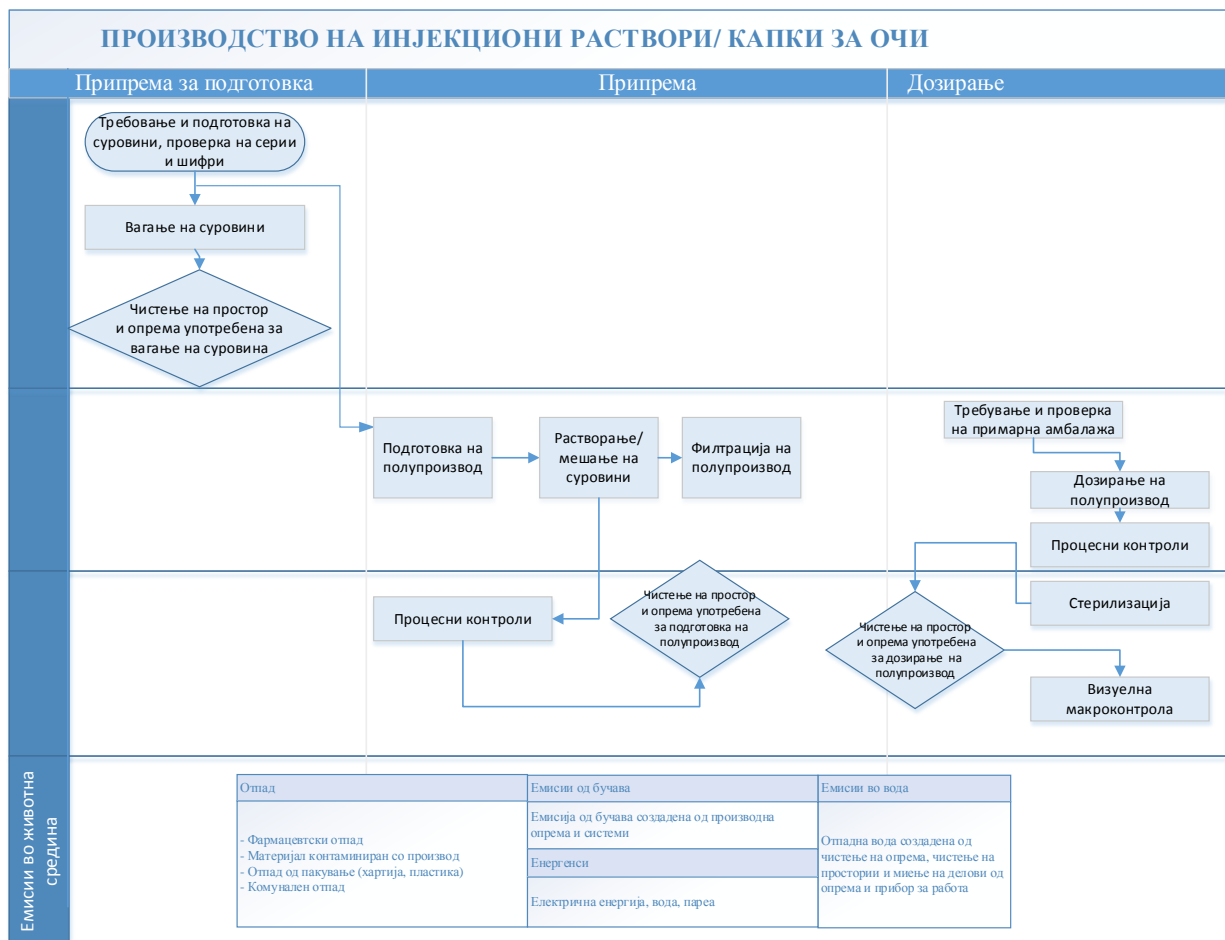 ПРОИЗВОДСТВО НА ИНЈЕКЦИОНИ РАСТВОРИ/ КАПКИ ЗА ОЧИ
Припрема за подготовка
Припрема
Дозирање
Требовање и подготовка на
суровини, проверка на серии
и шифри
Вагање на суровини
Чистење на простор
и опрема употребена за
вагање на суровина
Подготовка на
полупроизвод
Растворање/
мешање на
суровини
Филтрација на
полупроизвод
Требување и проверка
на примарна амбалажа
Дозирање на
полупроизвод
Процесни контроли
Стерилизација
Процесни контроли
Чистење на простор
и опрема употребена
за подготовка на
полупроизвод
Чистење на простор
и опрема употребена
за дозирање на
полупроизвод
Визуелна
макроконтрола
Емисии во животна
средина
Отпад
- Фармацевтски отпад
- Материјал контаминиран со производ
- Отпад од пакување (хартија, пластика)
- Комунален отпад
Емисии од бучава
Емисија од бучава создадена од производна
опрема и системи
Енергенси
Електрична енергија, вода, пареа
Емисии во вода
Отпадна вода создадена од
чистење на опрема, чистење на
простории и миење на делови од
опрема и прибор за работа